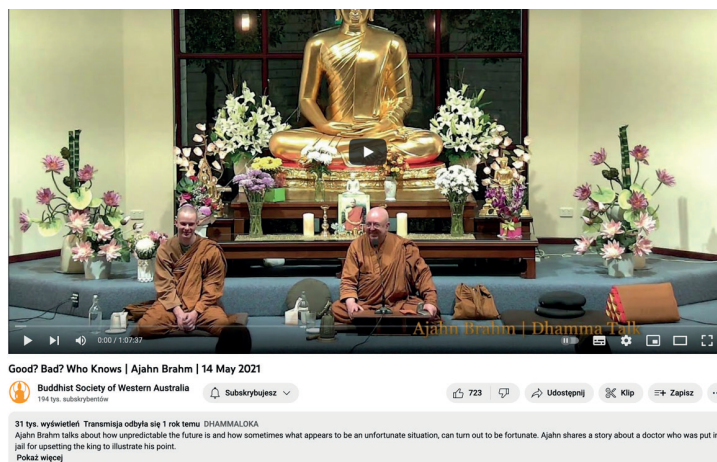 Ajahn Brahm | Dhamma Talk
0:00 / 1:07:37
Good? Bad? Who Knows | Ajahn Brahm | 14 May 2021
Buddhist Society of Western Australia
194 tys. subskrybentów
Subskrybujesz
723
Udostępnij
Klip
Zapisz
31 tys. wyświetleń Transmisja odbyła się 1 rok temu DHAMMALOKA
Ajahn Brahm talks about how unpredictable the future is and how sometimes what appears to be an unfortunate situation, can turn out to be fortunate. Ajahn shares a story about a doctor who was put in
jail for upsetting the king to illustrate his point.
Pokaż więcej